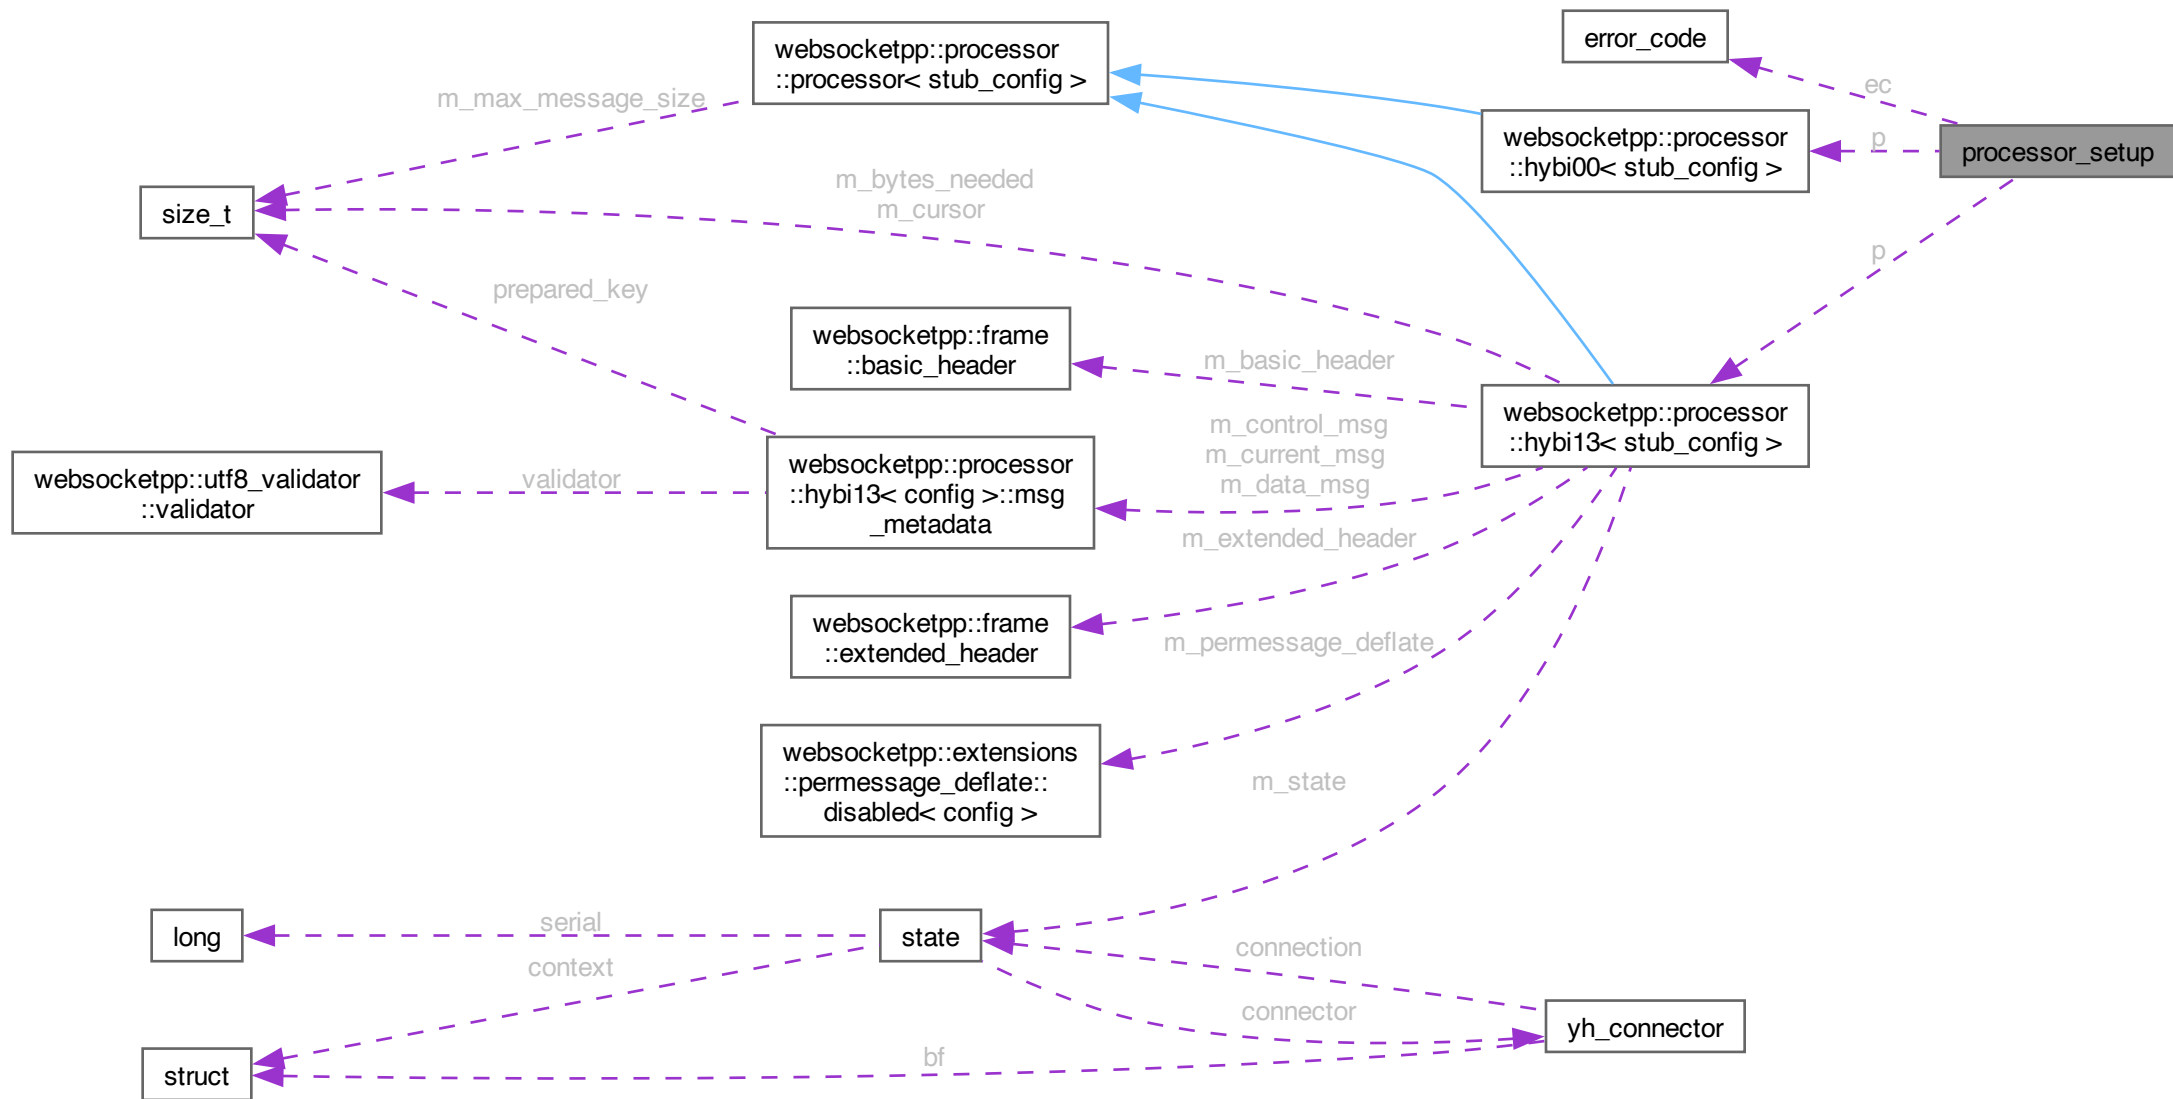 error_code
websocketpp::processor
::processor< stub_config >
ec
m_max_message_size
websocketpp::processor
::hybi00< stub_config >
p
processor_setup
m_bytes_needed
m_cursor
size_t
p
prepared_key
websocketpp::frame
::basic_header
m_basic_header
websocketpp::processor
::hybi13< stub_config >
m_control_msg
m_current_msg
m_data_msg
websocketpp::processor
::hybi13< config >::msg
_metadata
validator
websocketpp::utf8_validator
::validator
m_extended_header
websocketpp::frame
::extended_header
m_permessage_deflate
websocketpp::extensions
::permessage_deflate::
disabled< config >
m_state
serial
long
state
context
connection
connector
yh_connector
bf
struct